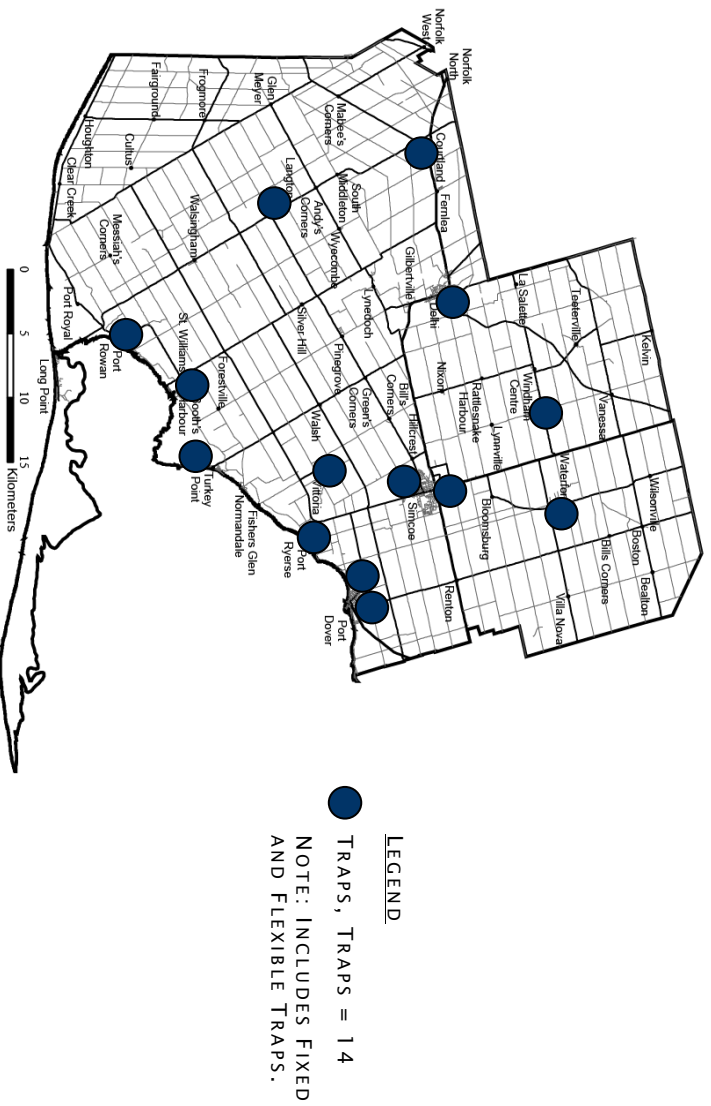 Norfolk
West
Norfolk
North
Courtland
Fernlea
Mabee's
Corners
Glen
Meyer
Frogmore
Fairground
Houghton
Cultus
Clear Creek
Langton
South
Middleton
Andy's
Corners
Wyecombe
Walsingham
Messiah's
Corners
Kelvin
Teeterville
La Salette
Vanessa
Windham
Centre
Delhi
Gilbertville
Lynedoch
Nixon
Rattlesnake
Harbour
Lynnville
Silver Hill
Pinegrove
Green's
Corners
Bill's
Corners
Hillcrest
Simcoe
Bloomsburg
Waterford
Wilsonville
Boston
Bealton
Bills Corners
Villa Nova
Renton
Forestville
Walsh
Vittoria
St. Williams
Booth's
Harbour
Turkey
Point
Normandale
Fishers Glen
Port
Ryerse
Port
Dover
Port
Rowan
Port Royal
Long Point
0 5 10 15
Kilometers
LEGEND
TRAPS, TRAPS = 14
NOTE: INCLUDES FIXED
AND FLEXIBLE TRAPS.